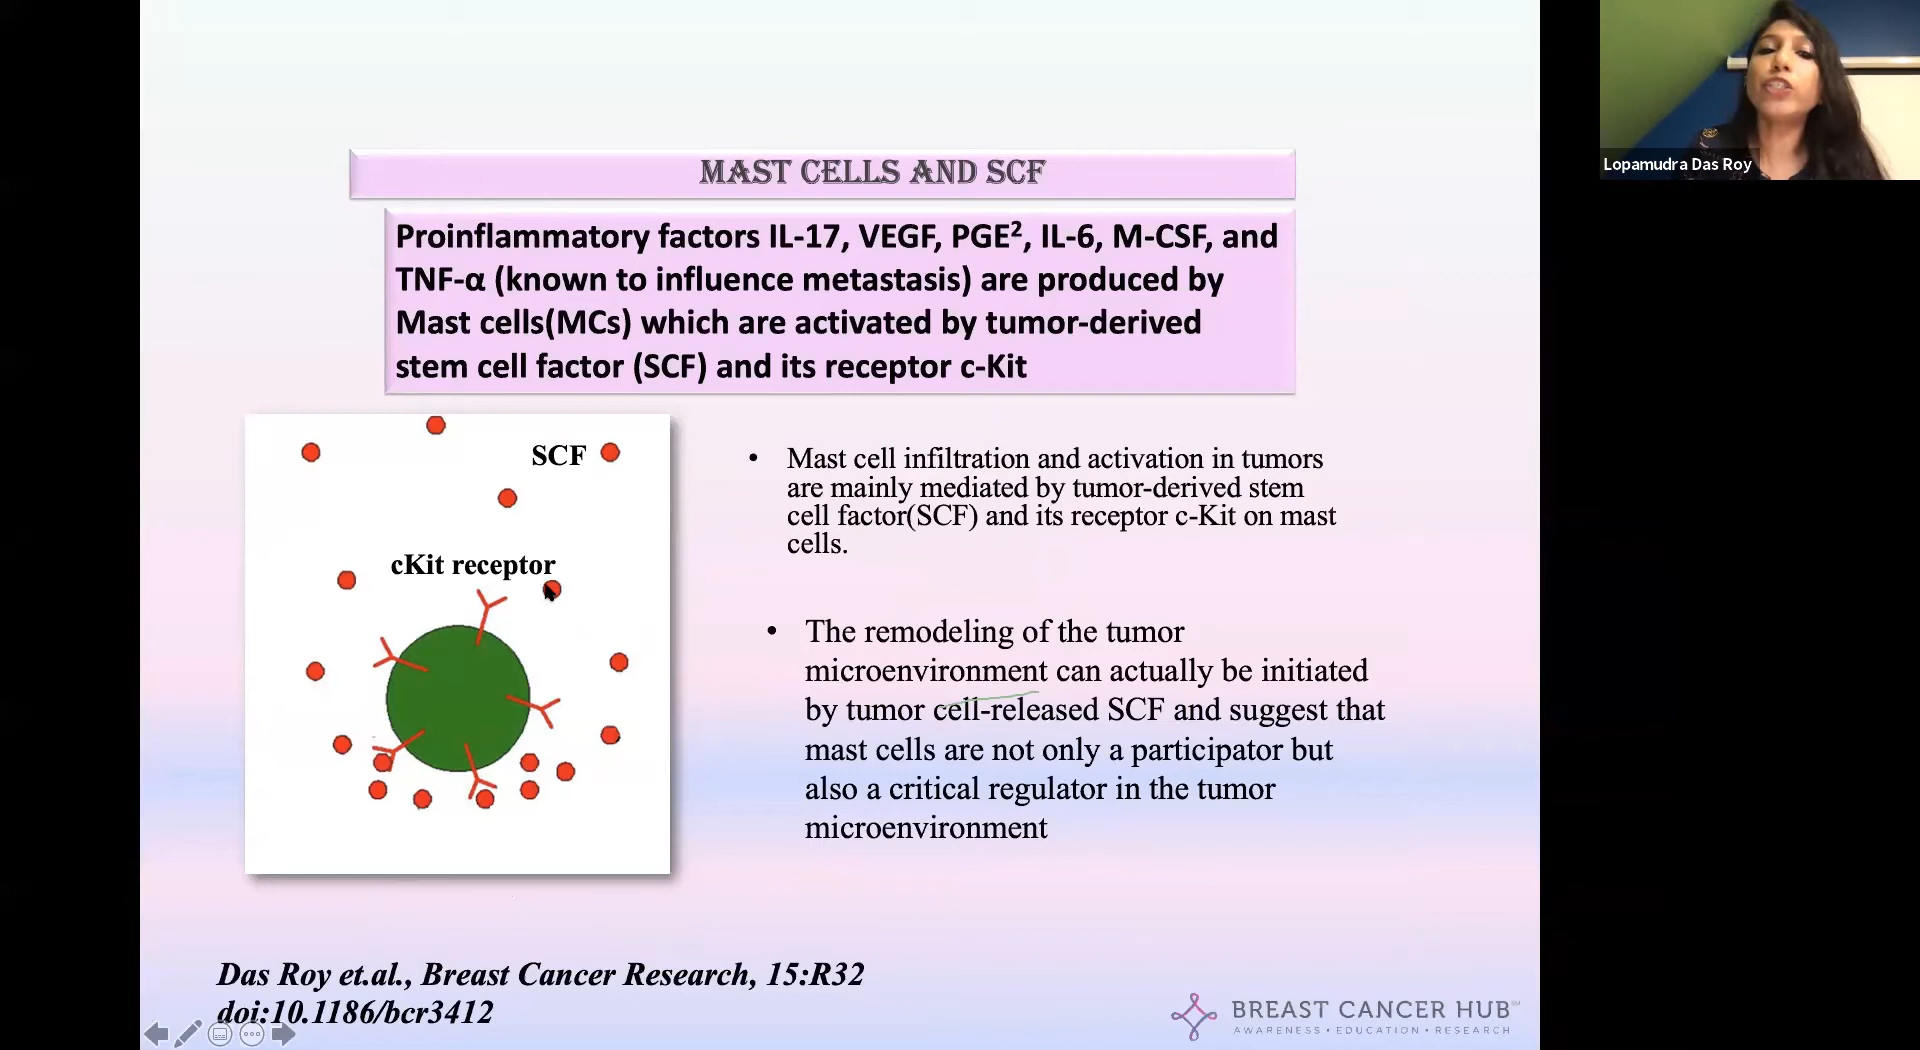 MAST CELLS AND SCF
Proinflammatory factors IL-17, VEGF, PGE², IL-6, M-CSF, and
TNF-α (known to influence metastasis) are produced by
Mast cells(MCs) which are activated by tumor-derived
stem cell factor (SCF) and its receptor c-Kit
SCF
cKit receptor
• Mast cell infiltration and activation in tumors
are mainly mediated by tumor-derived stem
cell factor(SCF) and its receptor c-Kit on mast
cells.
• The remodeling of the tumor
microenvironment can actually be initiated
by tumor cell-released SCF and suggest that
mast cells are not only a participator but
also a critical regulator in the tumor
microenvironment
Das Roy et.al., Breast Cancer Research, 15:R32
doi:10.1186/bcr3412
BREAST CANCER HUB℠
AWARENESS • EDUCATION • RESEARCH
Lopamudra Das Roy